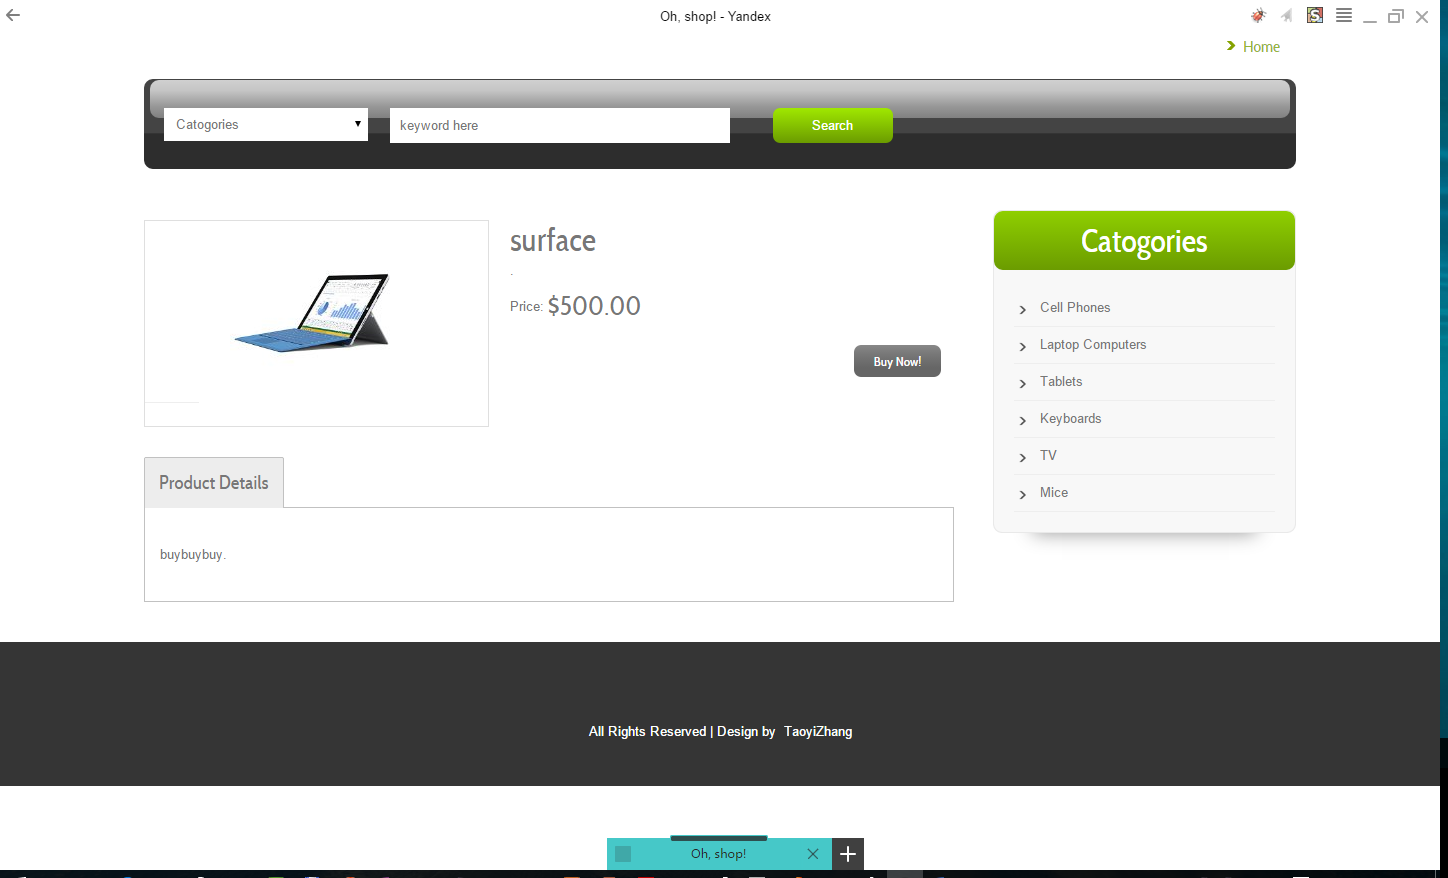 Oh, shop! - Yandex
Home
Catogories
keyword here
Search
surface
.
Price: $500.00
Buy Now!
Catogories
Cell Phones
Laptop Computers
Tablets
Keyboards
TV
Mice
Product Details
buybuybuy.
All Rights Reserved | Design by TaoyiZhang
Oh, shop!